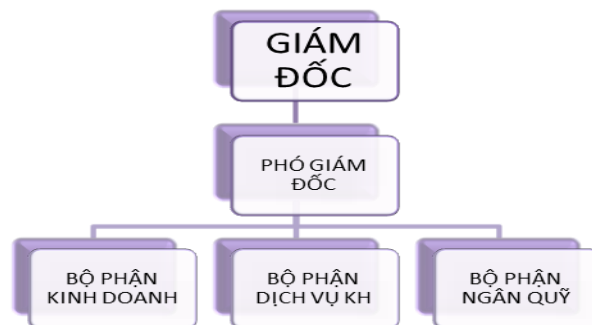 GIÁM
ĐỐC
PHÓ GIÁM
ĐỐC
BỘ PHẬN
KINH DOANH
BỘ PHẬN
DỊCH VỤ KH
BỘ PHẬN
NGÂN QUỸ